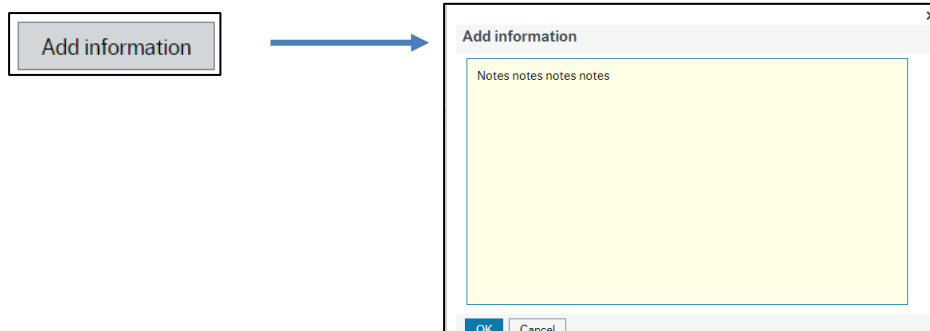 Add information
Add information
Notes notes notes notes
OK Cancel